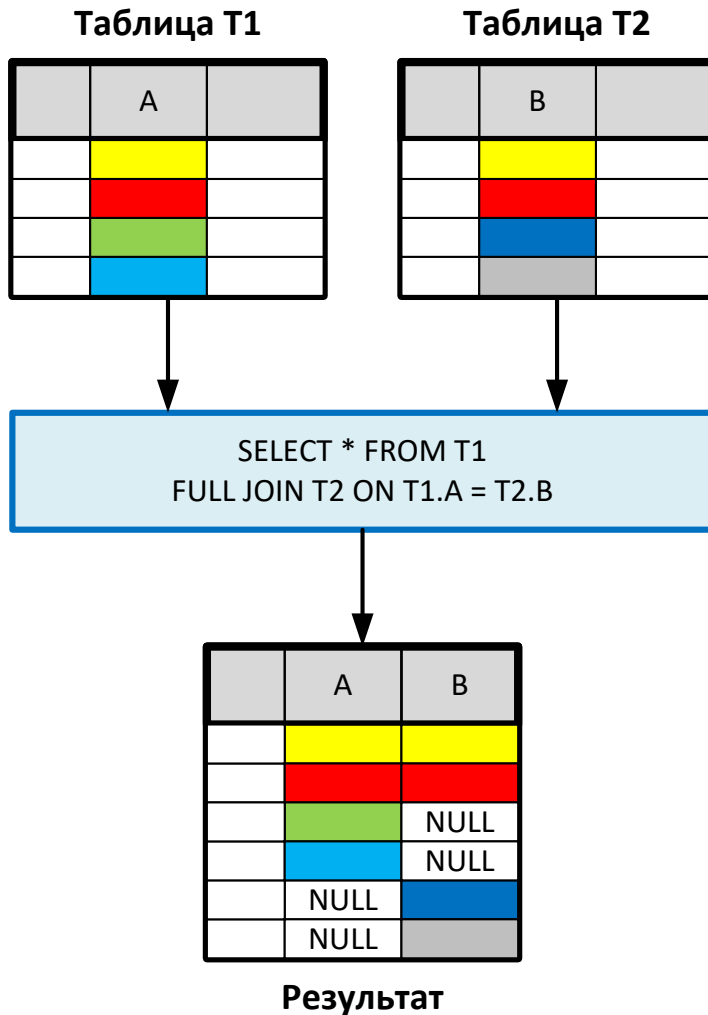 Таблица T1
Таблица T2
A
B
SELECT * FROM T1
FULL JOIN T2 ON T1.A = T2.B
A
B
NULL
NULL
NULL
NULL
Результат